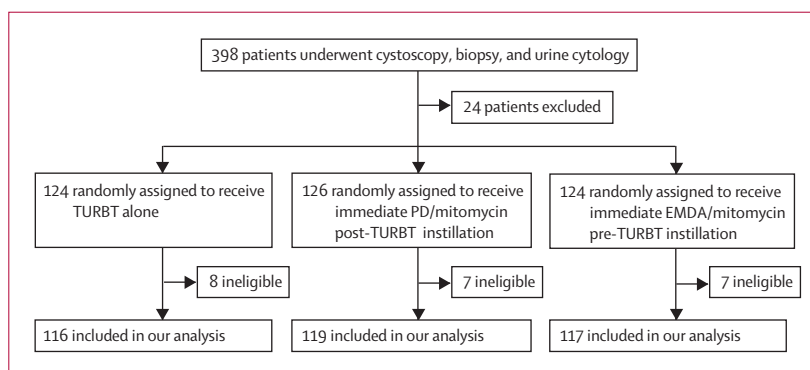 398 patients underwent cystoscopy, biopsy, and urine cytology
24 patients excluded
124 randomly assigned to receive
TURBT alone
126 randomly assigned to receive
immediate PD/mitomycin
post-TURBT instillation
124 randomly assigned to receive
immediate EMDA/mitomycin
pre-TURBT instillation
8 ineligible
7 ineligible
7 ineligible
116 included in our analysis
119 included in our analysis
117 included in our analysis